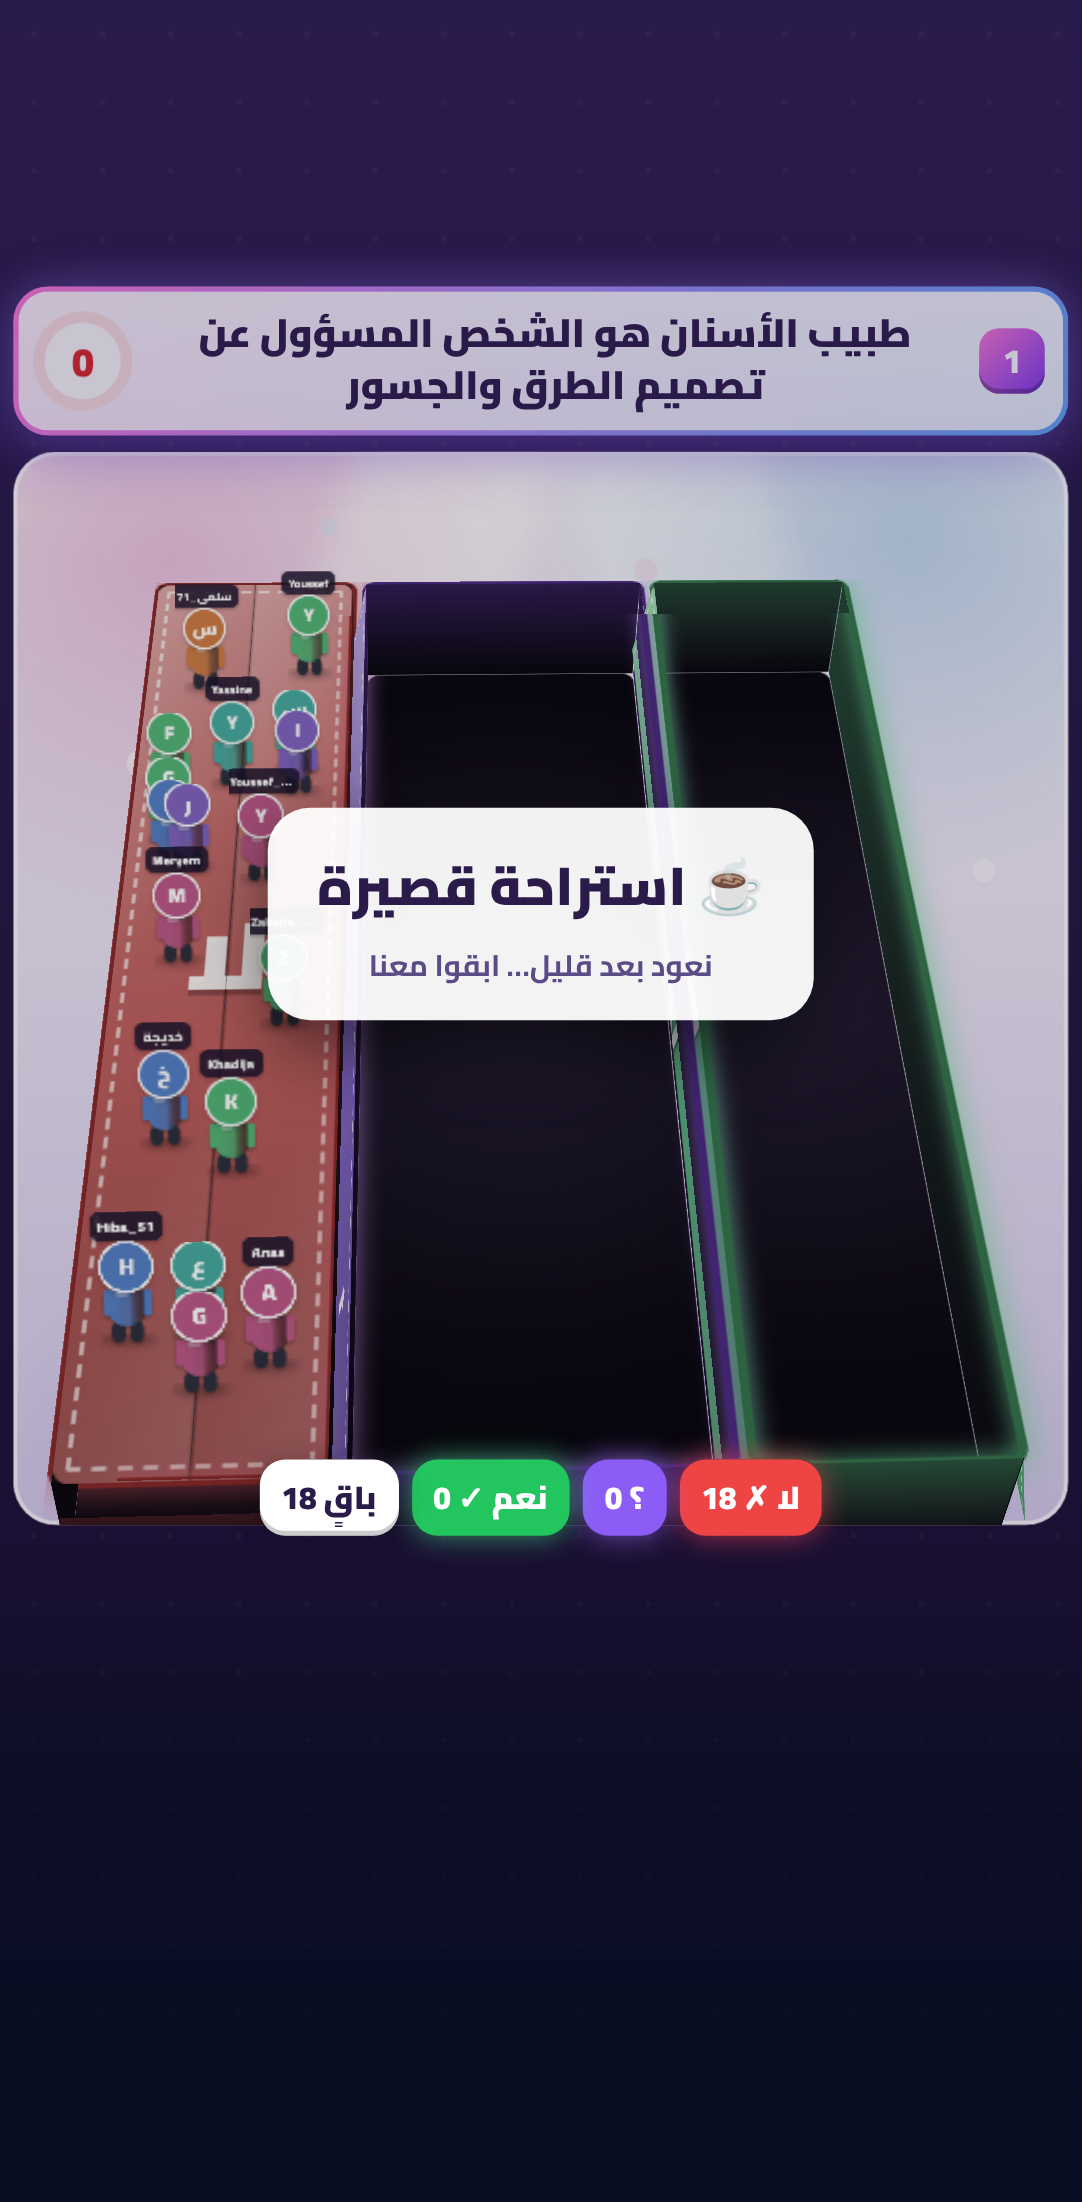 1
طبيب الأسنان هو الشخص المسؤول عن
تصميم الطرق والجسور
0
Youssef
سلمى_71
Y
س
Yassine
Y
F
I
J
Youssef_...
Y
Meryem
M
☕ استراحة قصيرة
نعود بعد قليل... ابقوا معنا
Z
خديجة
خ
Khadija
K
Hiba_51
H
ع
Anas
A
G
لا ✗ 18
؟ 0
نعم ✓ 0
باقٍ 18